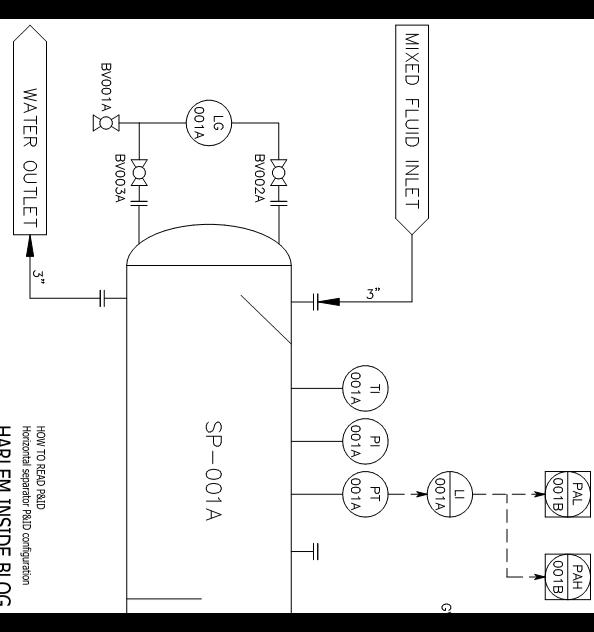 MIXED FLUID INLET
3"
WATER OUTLET
3"
BV001A
LG
001A
BV003A
BV002A
TI
001A
PI
001A
PT
001A
LI
001A
PAL
001B
PAH
001B
SP-001A
HOW TO READ P&ID
Horizontal separator P&ID configuration
HARLEM INSIDE BLOG